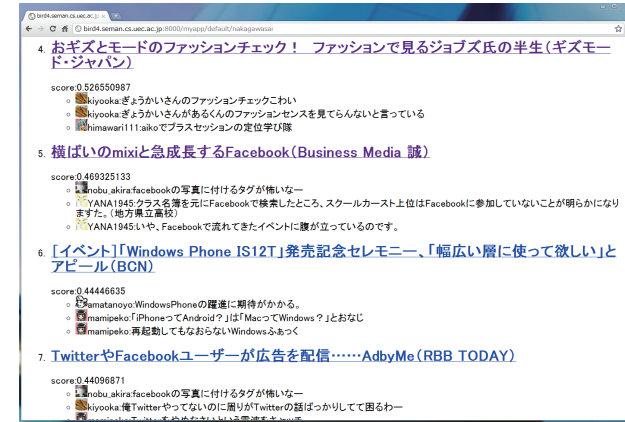 bird4.seman.cs.uec.ac.jp
bird4.seman.cs.uec.ac.jp:8000/myapp/default/nakagawasai
4. おギズとモードのファッションチェック！ ファッションで見るジョブズ氏の半生（ギズモー
ド・ジャパン）
score:0.526550987
kiyooka:ぎょうかいさんのファッションチェックこわい
kiyooka:ぎょうかいさんがあるくんのファッションセンスを見てらんないと言っている
himawari111:aikoでプラスセッションの定位学び隊
5. 横ばいのmixiと急成長するFacebook（Business Media 誠）
score:0.469325133
nobu_akira:facebookの写真に付けるタグが怖いなー
YANA1945:クラス名簿を元にFacebookで検索したところ、スクールカースト上位はFacebookに参加していないことが明らかになり
ますた。（地方県立高校）
YANA1945:いや、Facebookで流れてきたイベントに腹が立っているのです。
6. [イベント]「Windows Phone IS12T」発売記念セレモニー、「幅広い層に使って欲しい」と
アピール（BCN）
score:0.44446635
amatanoyo:WindowsPhoneの躍進に期待がかかる。
mamipeko:「iPhoneってAndroid？」は「MacってWindows？」とおなじ
mamipeko:再起動してもなおらないWindowsふぁっく
7. TwitterやFacebookユーザーが広告を配信……AdbyMe（RBB TODAY）
score:0.44096871
nobu_akira:facebookの写真に付けるタグが怖いなー
kiyooka:俺Twitterやってないのに周りがTwitterの話ばっかりしてて困るわー